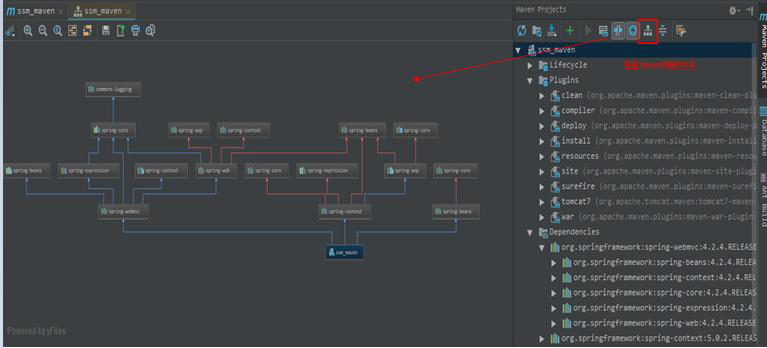 ssm_maven ssm_maven
Maven Projects
commons-logging
spring-core spring-aop spring-context spring-beans spring-core
spring-beans spring-expression spring-context spring-web spring-core spring-expression spring-aop spring-core
spring-webmvc spring-context spring-beans
ssm_maven
Powered by yFiles
ssm_maven
Lifecycle
Plugins
clean (org.apache.maven.plugins:maven-clean-pl
compiler (org.apache.maven.plugins:maven-compi
deploy (org.apache.maven.plugins:maven-deploy-p
install (org.apache.maven.plugins:maven-instal
resources (org.apache.maven.plugins:maven-reso
site (org.apache.maven.plugins:maven-site-plug
surefire (org.apache.maven.plugins:maven-suref
tomcat7 (org.apache.tomcat.maven:tomcat7-
war (org.apache.maven.plugins:maven-war-plugin
Dependencies
org.springframework:spring-webmvc:4.2.4.RELEASE
org.springframework:spring-beans:4.2.4.RELEA
org.springframework:spring-context:4.2.4.REL
org.springframework:spring-core:4.2.4.RELEAS
org.springframework:spring-expression:4.2.4.
org.springframework:spring-web:4.2.4.RELEASE
org.springframework:spring-context:5.0.2.RELEAS
Maven Projects
Database
Ant Build